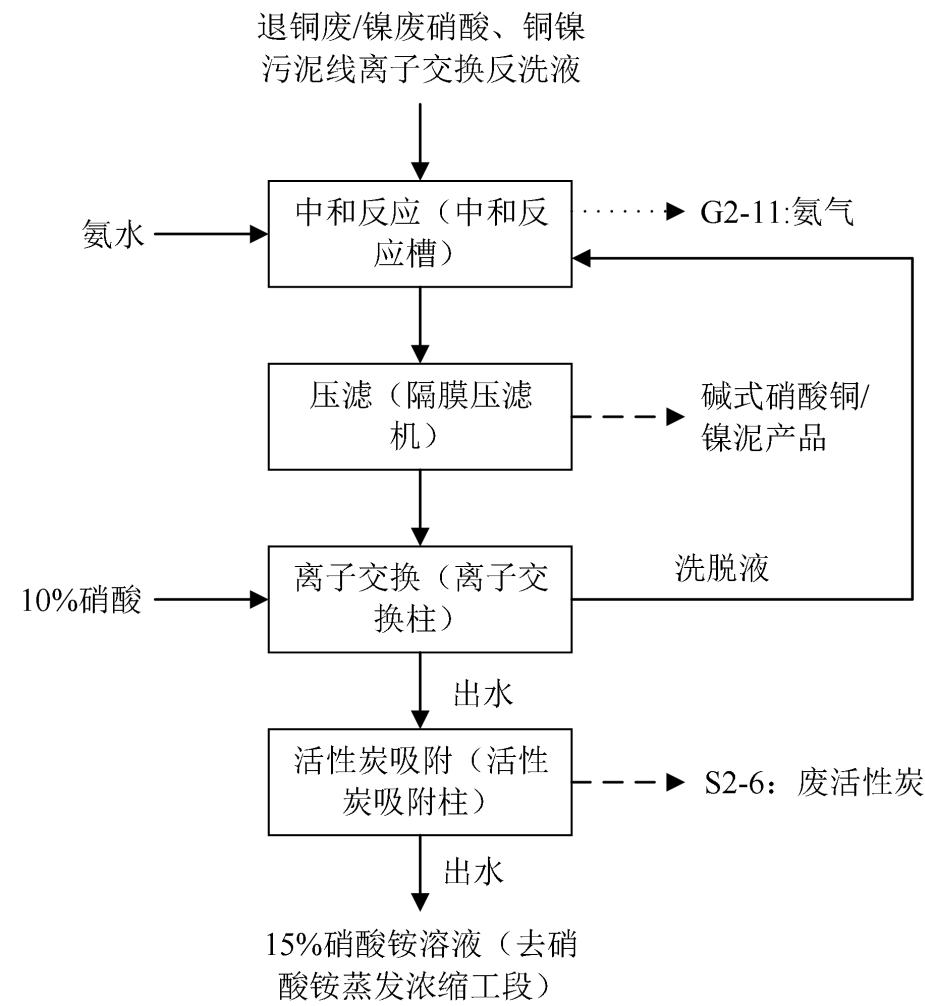 退铜废/镍废硝酸、铜镍
污泥线离子交换反洗液
中和反应（中和反
应槽）
G2-11:氨气
氨水
压滤（隔膜压滤
机）
碱式硝酸铜/
镍泥产品
离子交换（离子交
换柱）
洗脱液
10%硝酸
出水
活性炭吸附（活性
炭吸附柱）
S2-6：废活性炭
出水
15%硝酸铵溶液（去硝
酸铵蒸发浓缩工段）